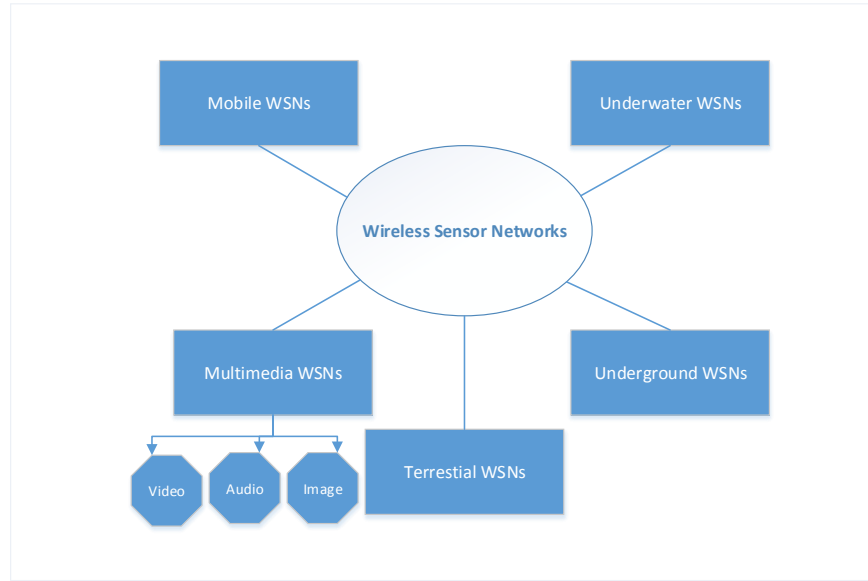 Mobile WSNs
Underwater WSNs
Wireless Sensor Networks
Multimedia WSNs
Underground WSNs
Terrestial WSNs
Video
Audio
Image